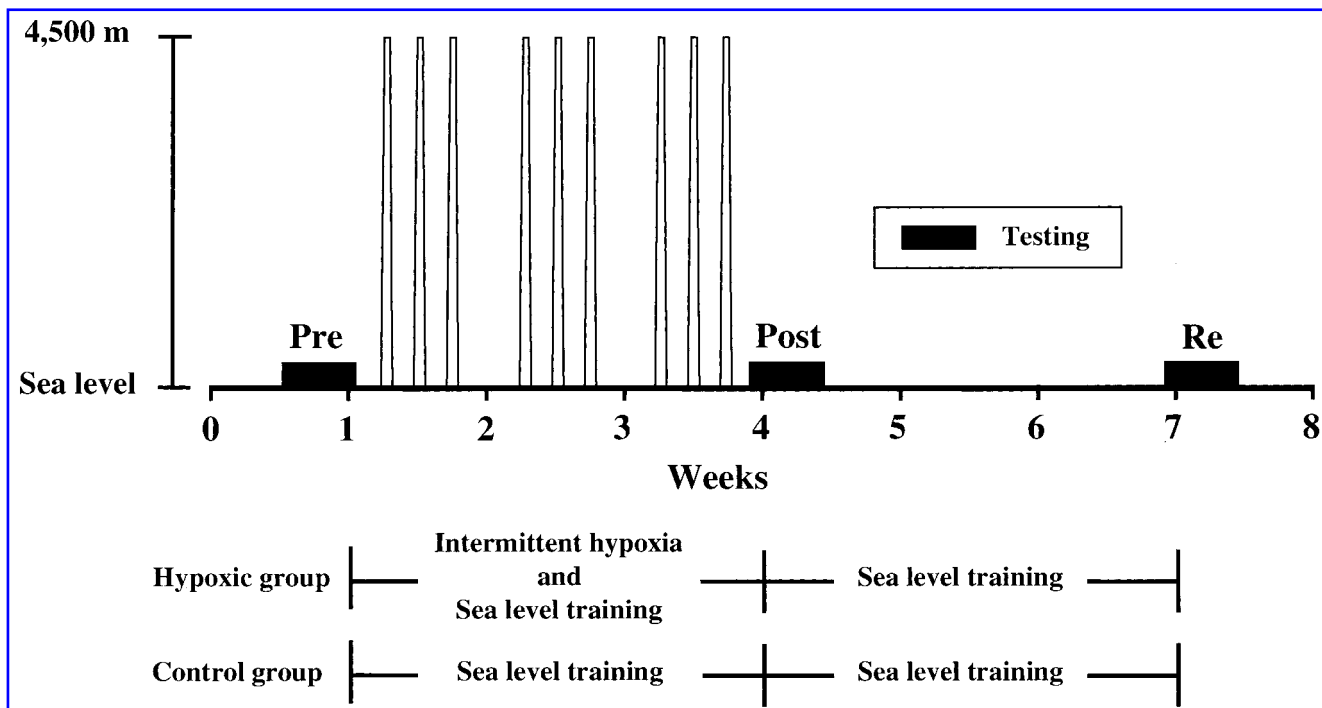 4,500 m
Testing
Pre
Post
Re
Sea level
0 1 2 3 4 5 6 7 8
Weeks
Hypoxic group
Intermittent hypoxia
and
Sea level training
Sea level training
Control group
Sea level training
Sea level training